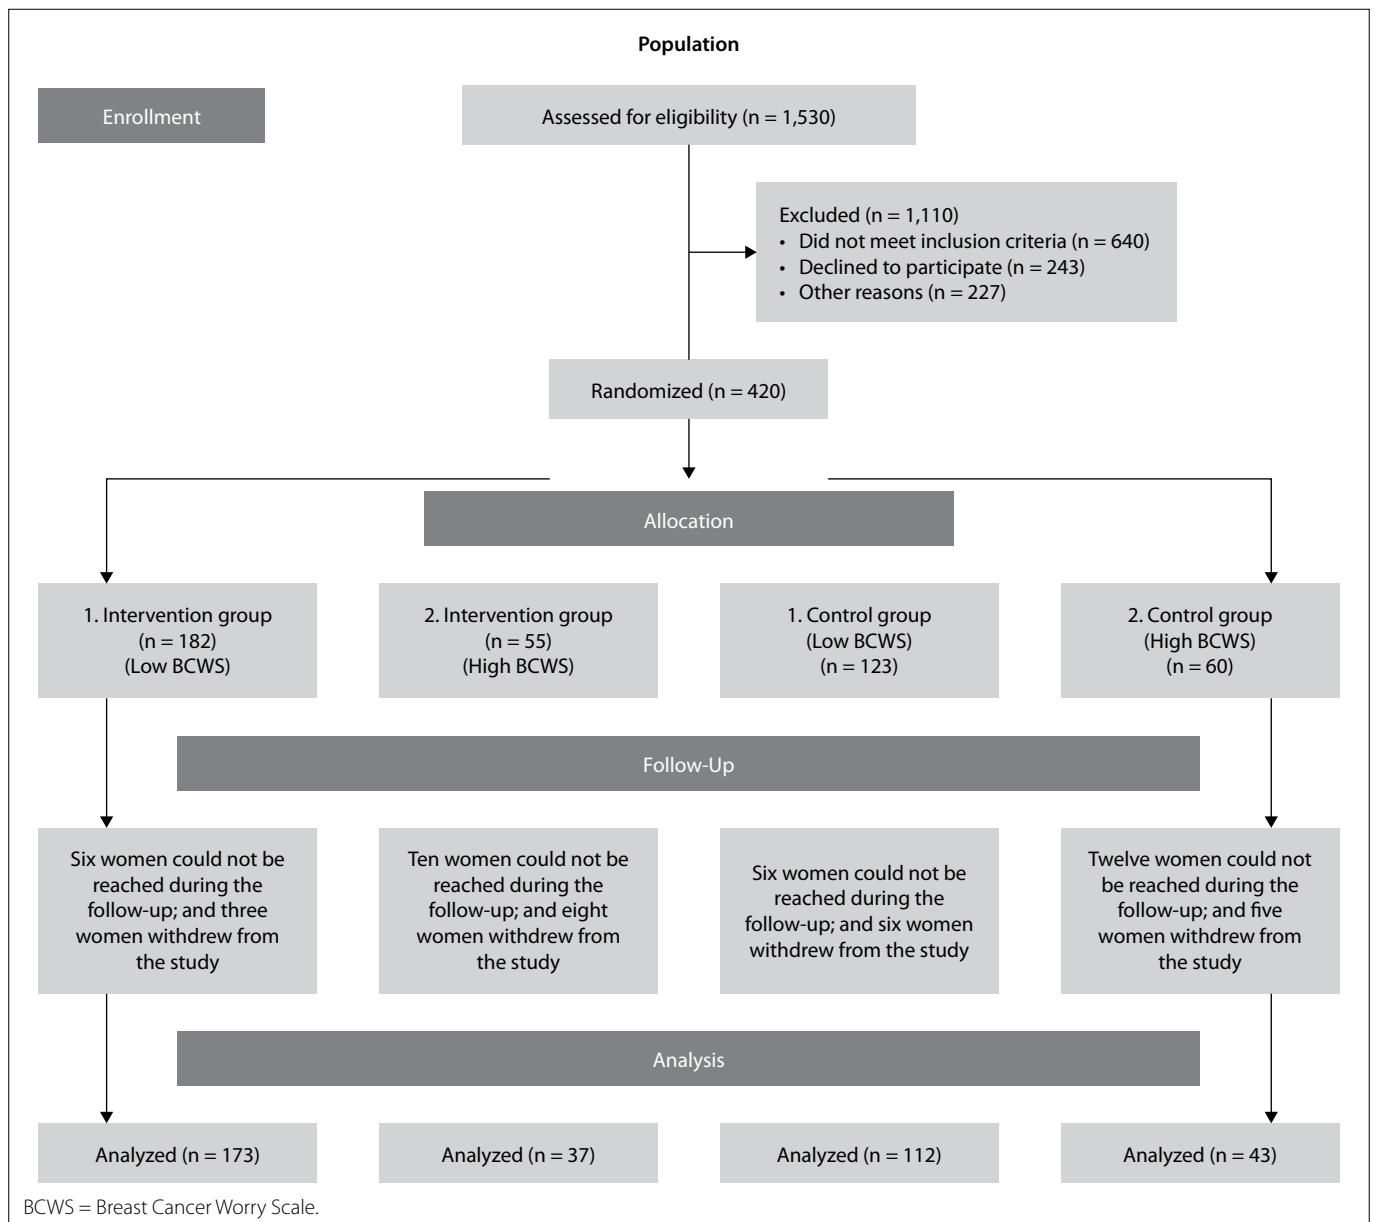 Population
Enrollment
Assessed for eligibility (n = 1,530)
Excluded (n = 1,110)
• Did not meet inclusion criteria (n = 640)
• Declined to participate (n = 243)
• Other reasons (n = 227)
Randomized (n = 420)
Allocation
1. Intervention group
(n = 182)
(Low BCWS)
2. Intervention group
(n = 55)
(High BCWS)
1. Control group
(Low BCWS)
n = 123)
2. Control group
(High BCWS)
(n = 60)
Follow-Up
Six women could not be
reached during the
follow-up; and three
women withdrew from
the study
Ten women could not be
reached during the
follow-up; and eight
women withdrew from
the study
Six women could not be
reached during the
follow-up; and six women
withdrew from the study
Twelve women could not
be reached during the
follow-up; and five
women withdrew from
the study
Analysis
Analyzed (n = 173)
Analyzed (n = 37)
Analyzed (n = 112)
Analyzed (n = 43)
BCWS = Breast Cancer Worry Scale.